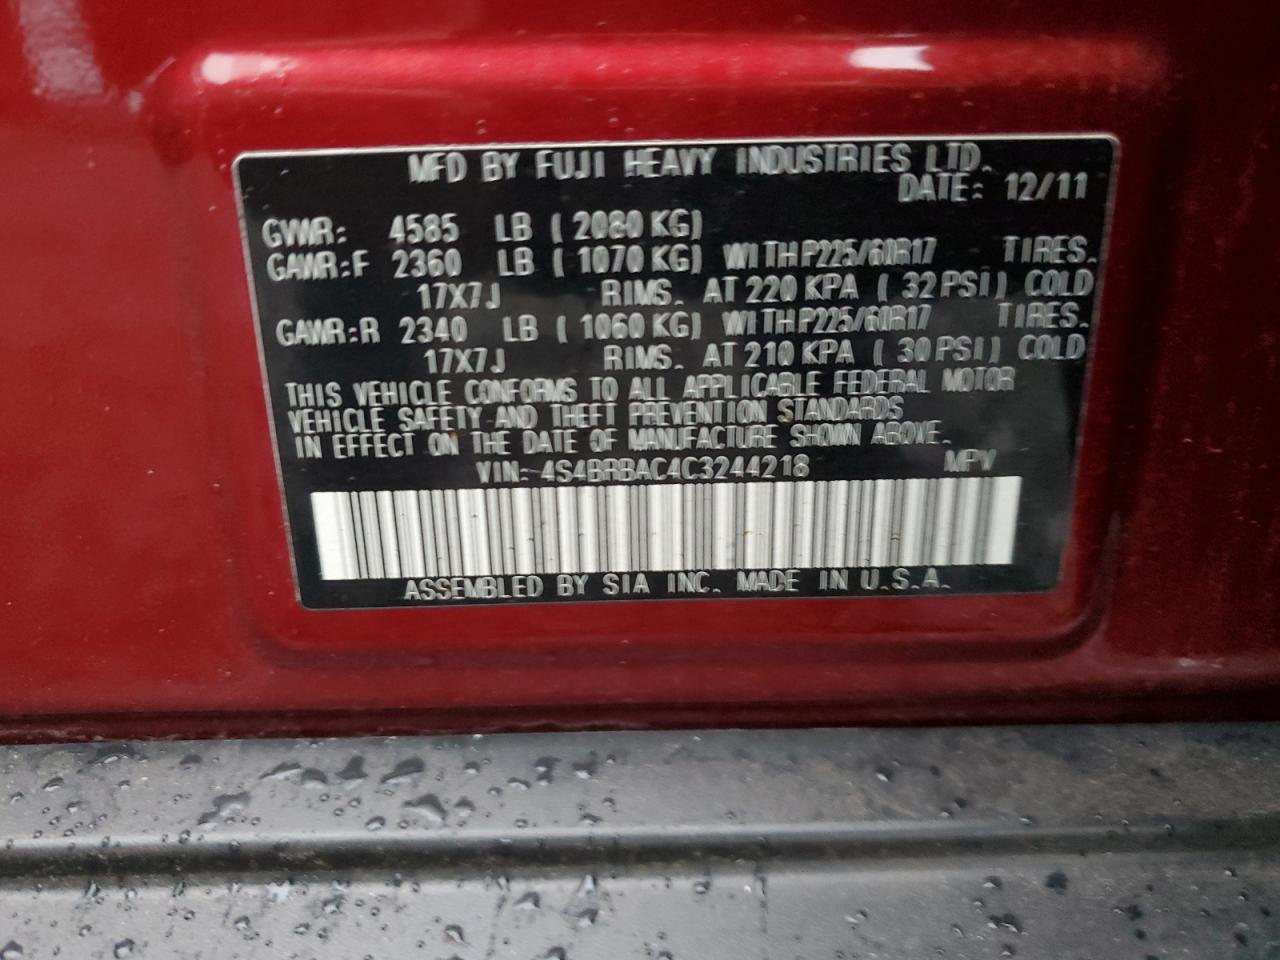 MFD BY FUJI HEAVY INDUSTRIES LTD.
DATE: 12/11
GVWR: 4585 LB (2080 KG)
GAWR:F 2360 LB (1070 KG) WITH P225/60R17 TIRES.
17X7J RIMS. AT 220 KPA (32 PSI) COLD
GAWR:R 2340 LB (1060 KG) WITH P225/60R17 TIRES.
17X7J RIMS. AT 210 KPA (30 PSI) COLD
THIS VEHICLE CONFORMS TO ALL APPLICABLE FEDERAL MOTOR
VEHICLE SAFETY AND THEFT PREVENTION STANDARDS
IN EFFECT ON THE DATE OF MANUFACTURE SHOWN ABOVE.
VIN: 4S4BRBAC4C3244218 MPV
ASSEMBLED BY SIA INC. MADE IN U.S.A.